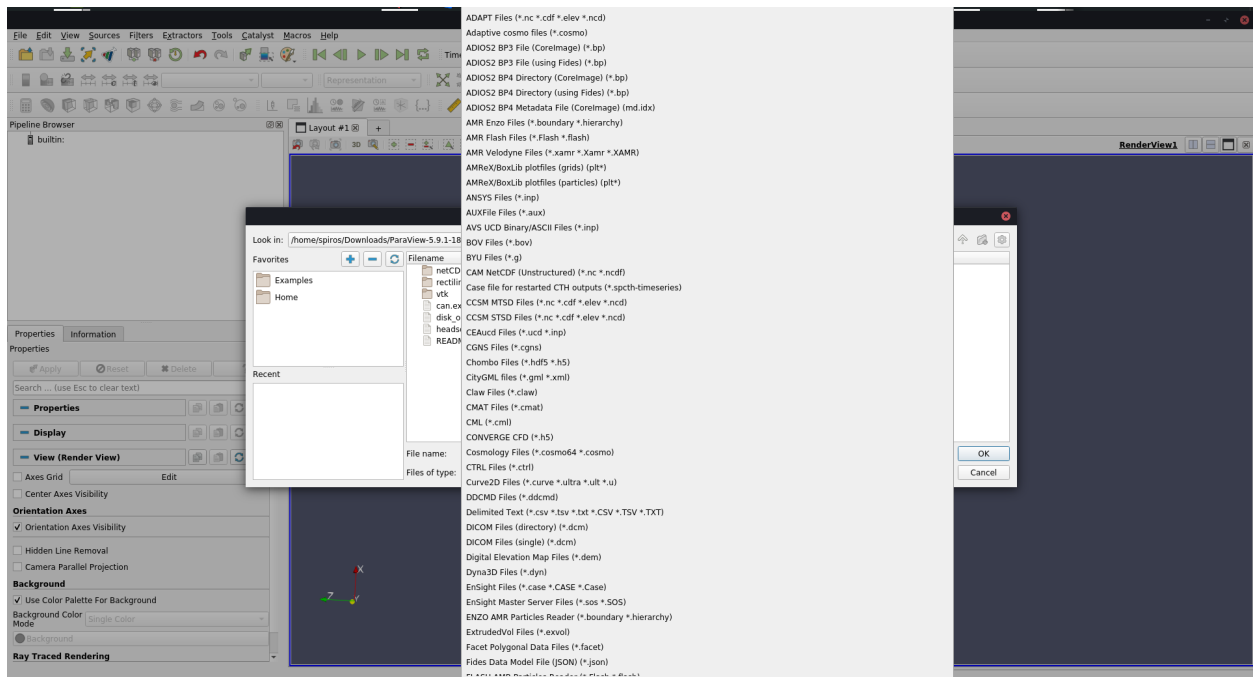 File Edit View Sources Filters Extractors Tools Catalyst Macros Help
Time
Representation
Pipeline Browser
builtin:
Layout #1
+
3D
RenderView1
Look in: /home/spiros/Downloads/ParaView-5.9.1-18
Favorites
Examples
Home
Recent
Filename
netCD
rectilin
vtk
can.ex
disk_o
heads
READM
File name:
Files of type:
OK
Cancel
Properties Information
Properties
Apply Reset Delete
Search ... (use Esc to clear text)
Properties
Display
View (Render View)
Axes Grid Edit
Center Axes Visibility
Orientation Axes
Orientation Axes Visibility
Hidden Line Removal
Camera Parallel Projection
Background
Use Color Palette For Background
Background Color Mode Single Color
Background
Ray Traced Rendering
X
Z
Y
ADAPT Files (*.nc *.cdf *.elev *.ncd)
Adaptive cosmo files (*.cosmo)
ADIOS2 BP3 File (CoreImage) (*.bp)
ADIOS2 BP3 File (using Fides) (*.bp)
ADIOS2 BP4 Directory (CoreImage) (*.bp)
ADIOS2 BP4 Directory (using Fides) (*.bp)
ADIOS2 BP4 Metadata File (CoreImage) (md.idx)
AMR Enzo Files (*.boundary *.hierarchy)
AMR Flash Files (*.Flash *.flash)
AMR Velodyne Files (*.xamr *.Xamr *.XAMR)
AMReX/BoxLib plotfiles (grids) (plt*)
AMReX/BoxLib plotfiles (particles) (plt*)
ANSYS Files (*.inp)
AUXFile Files (*.aux)
AVS UCD Binary/ASCII Files (*.inp)
BOV Files (*.bov)
BYU Files (*.g)
CAM NetCDF (Unstructured) (*.nc *.ncdf)
Case file for restarted CTH outputs (*.spcth-timeseries)
CCSM MTSD Files (*.nc *.cdf *.elev *.ncd)
CCSM STSD Files (*.nc *.cdf *.elev *.ncd)
CEAucd Files (*.ucd *.inp)
CGNS Files (*.cgns)
Chombo Files (*.hdf5 *.h5)
CityGML files (*.gml *.xml)
Claw Files (*.claw)
CMAT Files (*.cmat)
CML (*.cml)
CONVERGE CFD (*.h5)
Cosmology Files (*.cosmo64 *.cosmo)
CTRL Files (*.ctrl)
Curve2D Files (*.curve *.ultra *.ult *.u)
DDCMD Files (*.ddcmd)
Delimited Text (*.csv *.tsv *.txt *.CSV *.TSV *.TXT)
DICOM Files (directory) (*.dcm)
DICOM Files (single) (*.dcm)
Digital Elevation Map Files (*.dem)
Dyna3D Files (*.dyn)
EnSight Files (*.case *.CASE *.Case)
EnSight Master Server Files (*.sos *.SOS)
ENZO AMR Particles Reader (*.boundary *.hierarchy)
ExtrudedVol Files (*.exvol)
Facet Polygonal Data Files (*.facet)
Fides Data Model File (JSON) (*.json)
FLASH AMR Particles Reader (*.Flash *.flash)